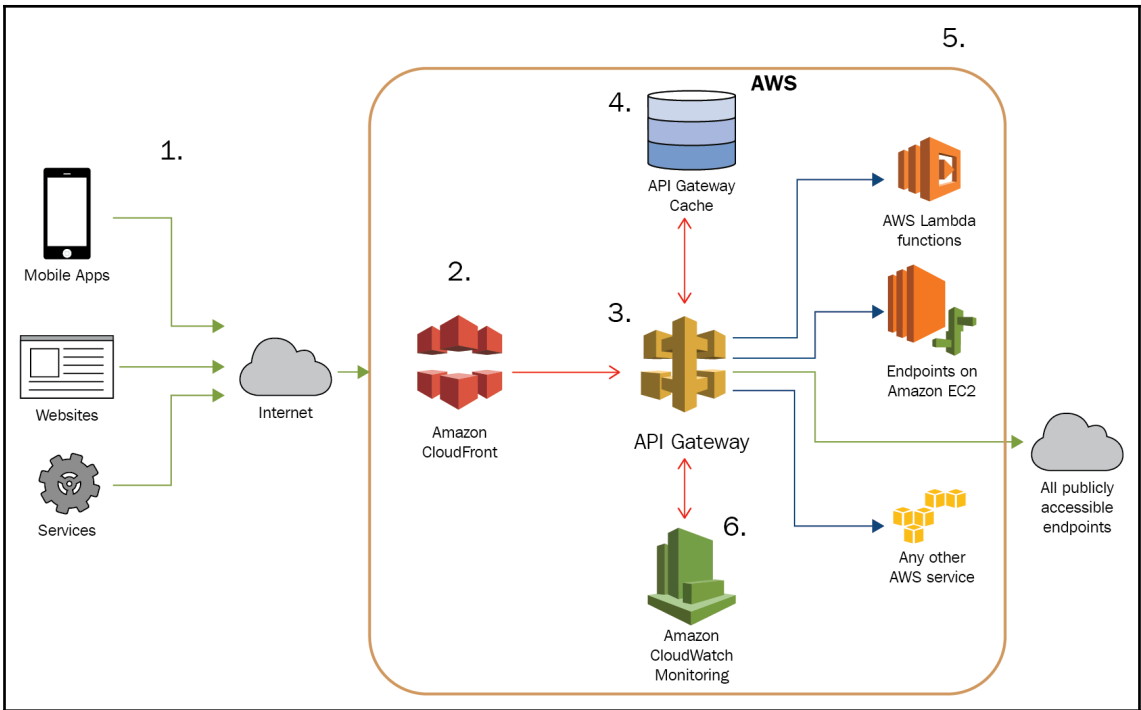 5.
AWS
4.
1.
API Gateway
Cache
AWS Lambda
functions
Mobile Apps
2.
3.
Endpoints on
Amazon EC2
Websites
Internet
Amazon
CloudFront
API Gateway
All publicly
accessible
endpoints
Services
6.
Any other
AWS service
Amazon
CloudWatch
Monitoring